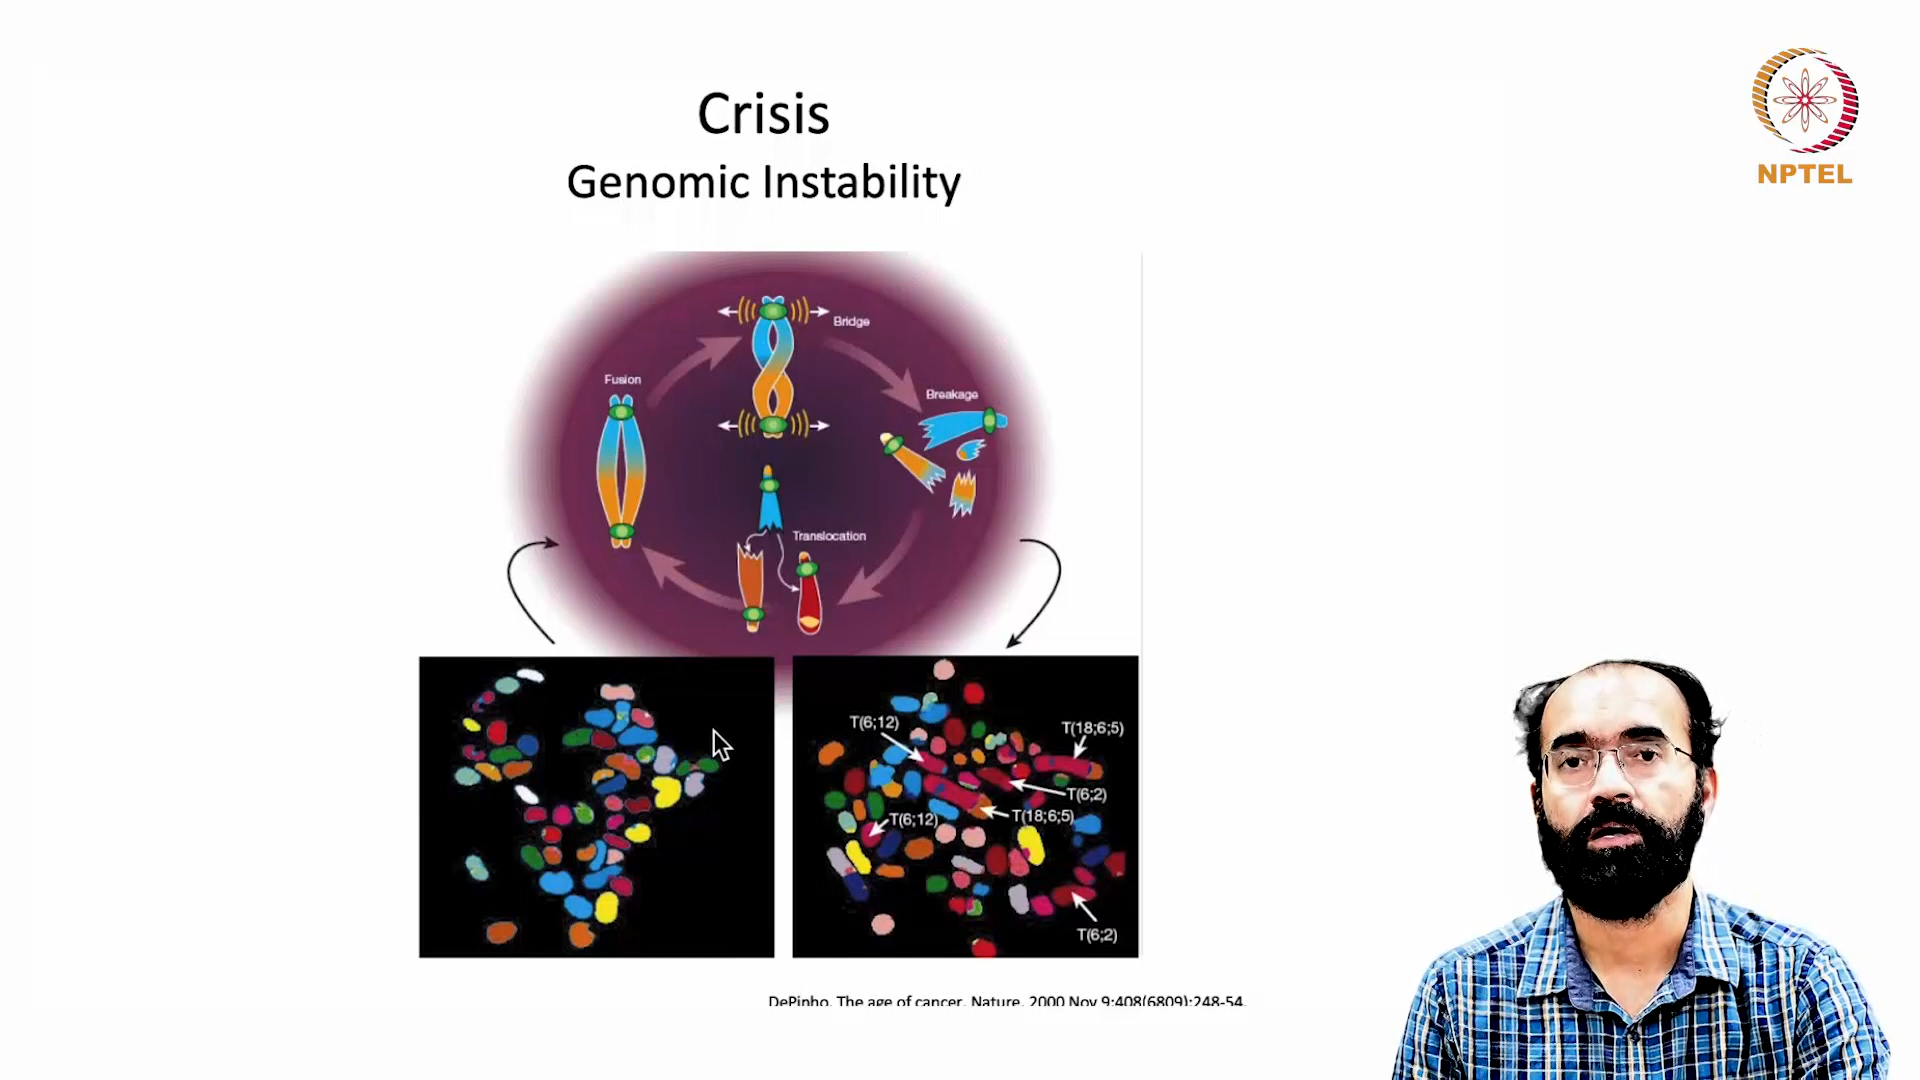 Crisis
Genomic Instability
NPTEL
Bridge
Fusion
Breakage
Translocation
T(6;12)
T(18;6;5)
T(6;2)
T(18;6;5)
T(6;12)
T(6;2)
DePinho. The age of cancer. Nature. 2000 Nov 9;408(6809):248-54.